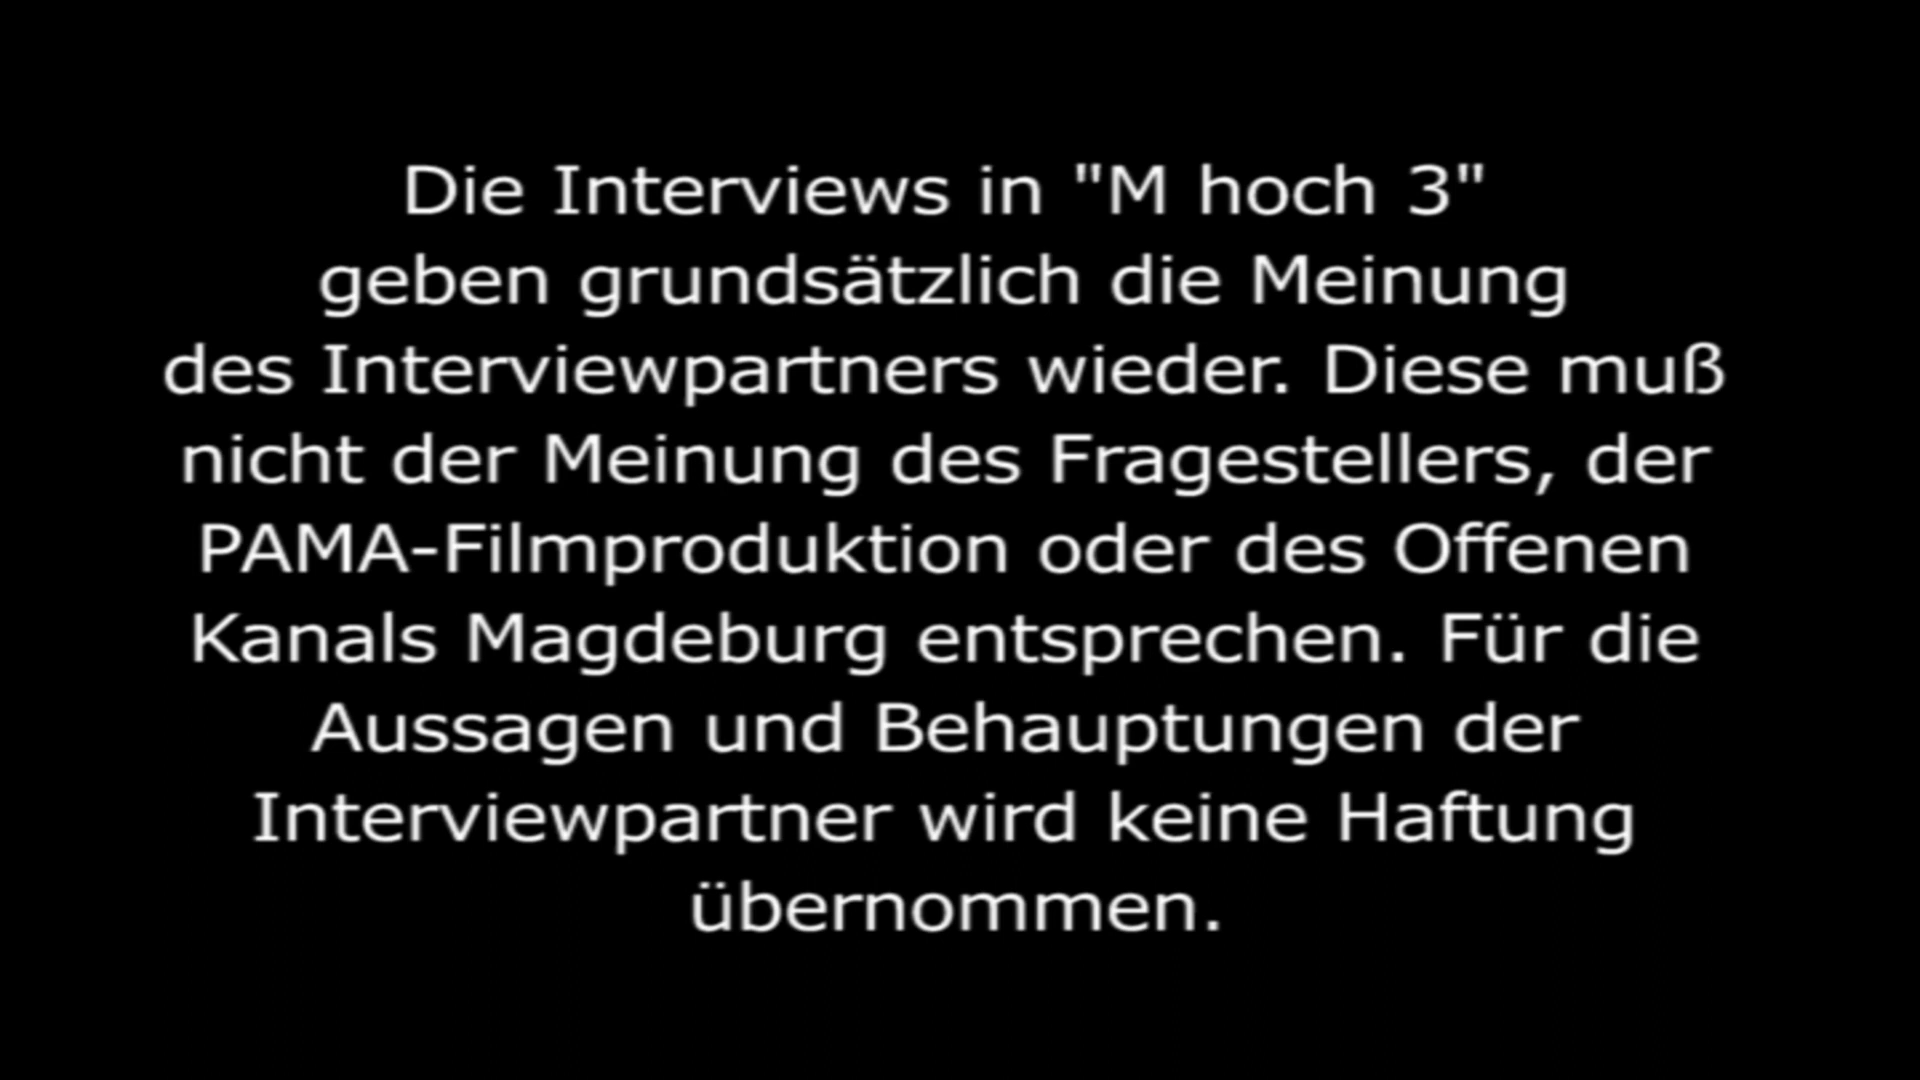 Die Interviews in "M hoch 3"
geben grundsätzlich die Meinung
des Interviewpartners wieder. Diese muß
nicht der Meinung des Fragestellers, der
PAMA-Filmproduktion oder des Offenen
Kanals Magdeburg entsprechen. Für die
Aussagen und Behauptungen der
Interviewpartner wird keine Haftung
übernommen.